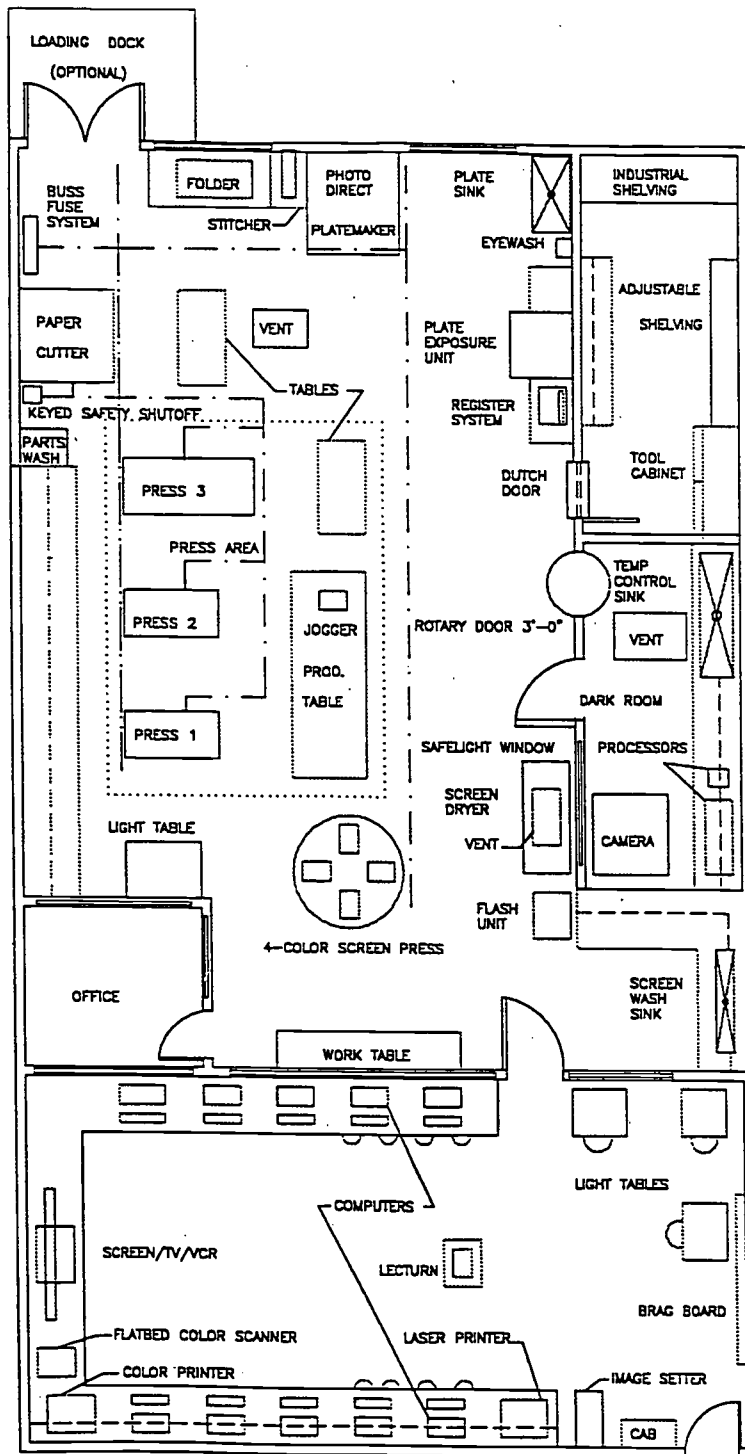 LOADING DOCK
(OPTIONAL)
BUSS
FUSE
SYSTEM
FOLDER
STITCHER
PHOTO
DIRECT
PLATEMAKER
PLATE
SINK
EYEWASH
INDUSTRIAL
SHELVING
ADJUSTABLE
SHELVING
PAPER
CUTTER
VENT
TABLES
PLATE
EXPOSURE
UNIT
REGISTER
SYSTEM
KEYED SAFETY SHUTOFF
PARTS
WASH
PRESS 3
DUTCH
DOOR
TOOL
CABINET
PRESS AREA
PRESS 2
JOGGER
PROD.
TABLE
ROTARY DOOR 3"-0"
TEMP
CONTROL
SINK
VENT
DARK ROOM
PRESS 1
SAFELIGHT WINDOW
PROCESSORS
SCREEN
DRYER
VENT
CAMERA
LIGHT TABLE
FLASH
UNIT
4-COLOR SCREEN PRESS
OFFICE
SCREEN
WASH
SINK
WORK TABLE
LIGHT TABLES
COMPUTERS
SCREEN/TV/VCR
LECTURN
BRAG BOARD
FLATBED COLOR SCANNER
LASER PRINTER
COLOR PRINTER
IMAGE SETTER
CAB